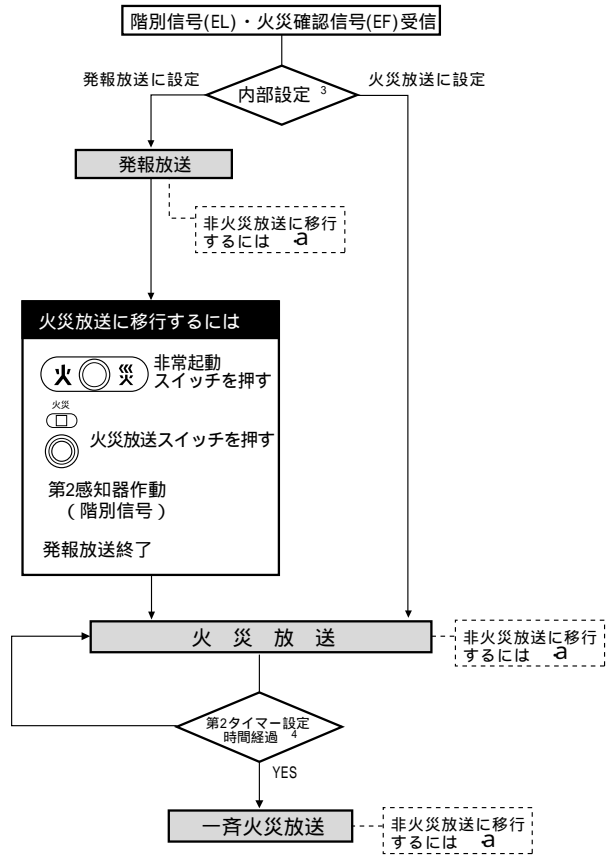 階別信号(EL)・火災確認信号(EF)受信
発報放送に設定
内部設定 3
火災放送に設定
発報放送
非火災放送に移行
するには a
火災放送に移行するには
火 災
非常起動
スイッチを押す
火災
火災放送スイッチを押す
第2感知器作動
(階別信号)
発報放送終了
火 災 放 送
非火災放送に移行
するには a
第2タイマー設定
時間経過 4
YES
一斉火災放送
非火災放送に移行
するには a